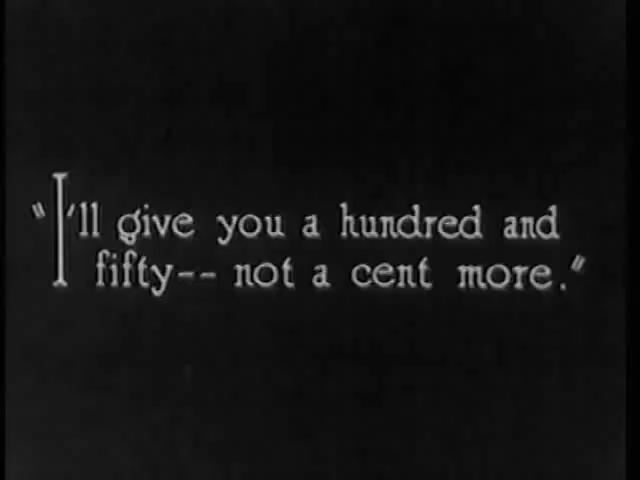 "I'll give you a hundred and
fifty-- not a cent more."